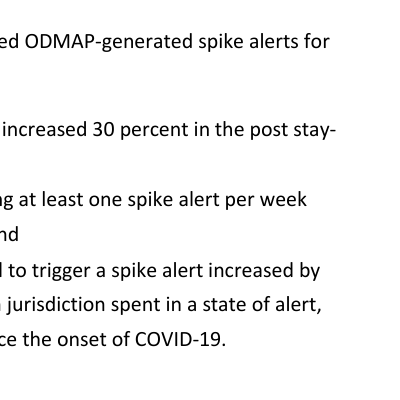 ed ODMAP-generated spike alerts for
increased 30 percent in the post stay-
at least one spike alert per week
nd
to trigger a spike alert increased by
jurisdiction spent in a state of alert,
ce the onset of COVID-19.